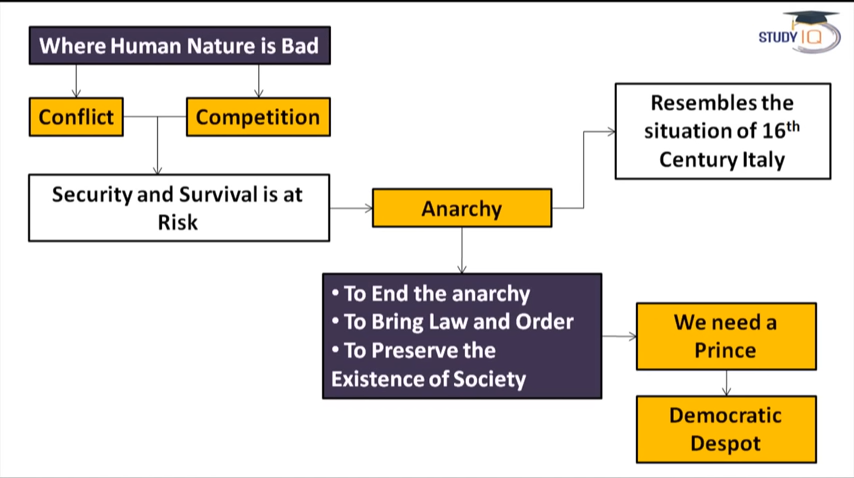 Where Human Nature is Bad
STUDY IQ
Conflict
Competition
Resembles the
situation of 16th
Century Italy
Security and Survival is at
Risk
Anarchy
• To End the anarchy
• To Bring Law and Order
• To Preserve the
Existence of Society
We need a
Prince
Democratic
Despot